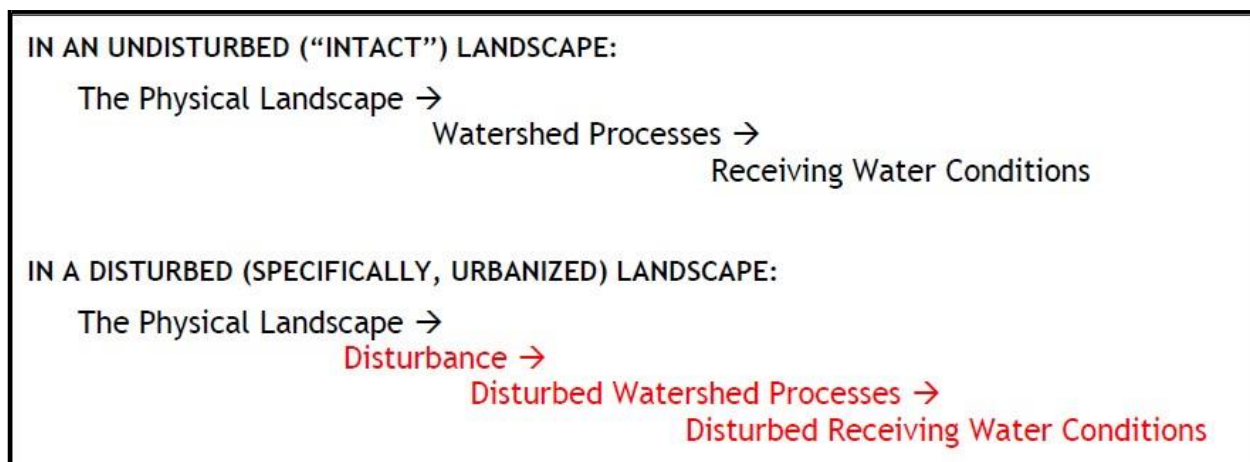 IN AN UNDISTURBED (“INTACT”) LANDSCAPE:
The Physical Landscape →
Watershed Processes →
Receiving Water Conditions
IN A DISTURBED (SPECIFICALLY, URBANIZED) LANDSCAPE:
The Physical Landscape →
Disturbance →
Disturbed Watershed Processes →
Disturbed Receiving Water Conditions